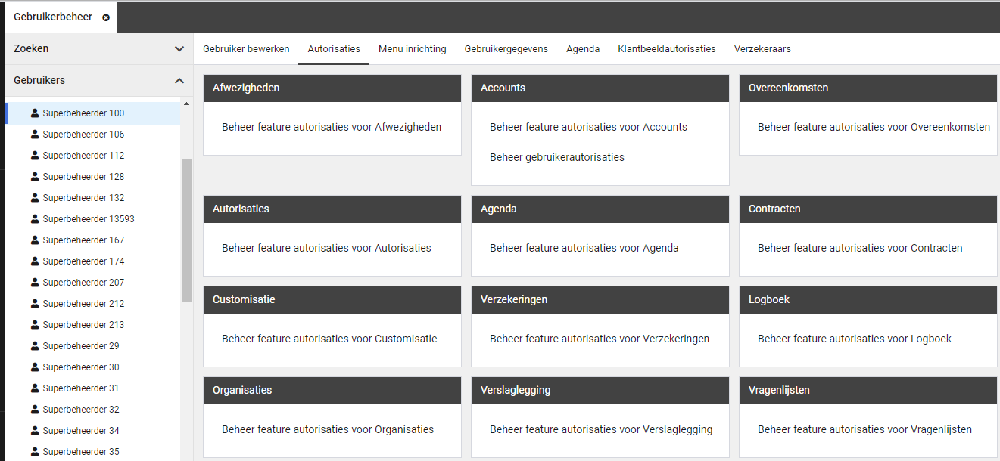 Gebruikerbeheer
Zoeken
Gebruikers
Superbeheerder 100
Superbeheerder 106
Superbeheerder 112
Superbeheerder 128
Superbeheerder 132
Superbeheerder 13593
Superbeheerder 167
Superbeheerder 174
Superbeheerder 207
Superbeheerder 212
Superbeheerder 213
Superbeheerder 29
Superbeheerder 30
Superbeheerder 31
Superbeheerder 32
Superbeheerder 34
Superbeheerder 35
Gebruiker bewerken Autorisaties Menu inrichting Gebruikergegevens Agenda Klantbeeldautorisaties Verzekeraars
Afwezigheden
Beheer feature autorisaties voor Afwezigheden
Accounts
Beheer feature autorisaties voor Accounts
Beheer gebruikerautorisaties
Overeenkomsten
Beheer feature autorisaties voor Overeenkomsten
Autorisaties
Beheer feature autorisaties voor Autorisaties
Agenda
Beheer feature autorisaties voor Agenda
Contracten
Beheer feature autorisaties voor Contracten
Customisatie
Beheer feature autorisaties voor Customisatie
Verzekeringen
Beheer feature autorisaties voor Verzekeringen
Logboek
Beheer feature autorisaties voor Logboek
Organisaties
Beheer feature autorisaties voor Organisaties
Verslaglegging
Beheer feature autorisaties voor Verslaglegging
Vragenlijsten
Beheer feature autorisaties voor Vragenlijsten